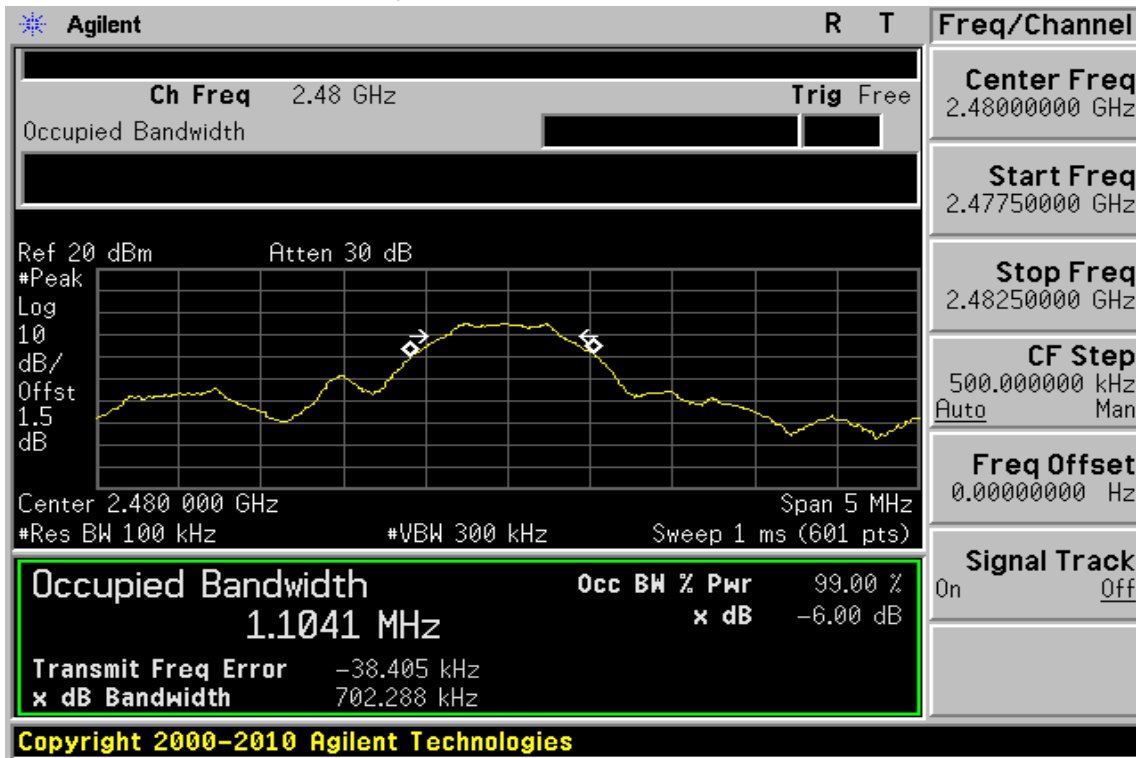 Agilent R T Freq/Channel
Ch Freq 2.48 GHz Trig Free
Occupied Bandwidth
Ref 20 dBm Atten 30 dB
#Peak
Log
10
dB/
Offst
1.5
dB
Center 2.480 000 GHz Span 5 MHz
#Res BW 100 kHz #VBW 300 kHz Sweep 1 ms (601 pts)
Occupied Bandwidth
1.1041 MHz
Occ BW % Pwr 99.00 %
x dB -6.00 dB
Transmit Freq Error -38.405 kHz
x dB Bandwidth 702.288 kHz
Copyright 2000-2010 Agilent Technologies
Center Freq
2.48000000 GHz
Start Freq
2.47750000 GHz
Stop Freq
2.48250000 GHz
CF Step
500.000000 kHz
Auto Man
Freq Offset
0.00000000 Hz
Signal Track
On Off